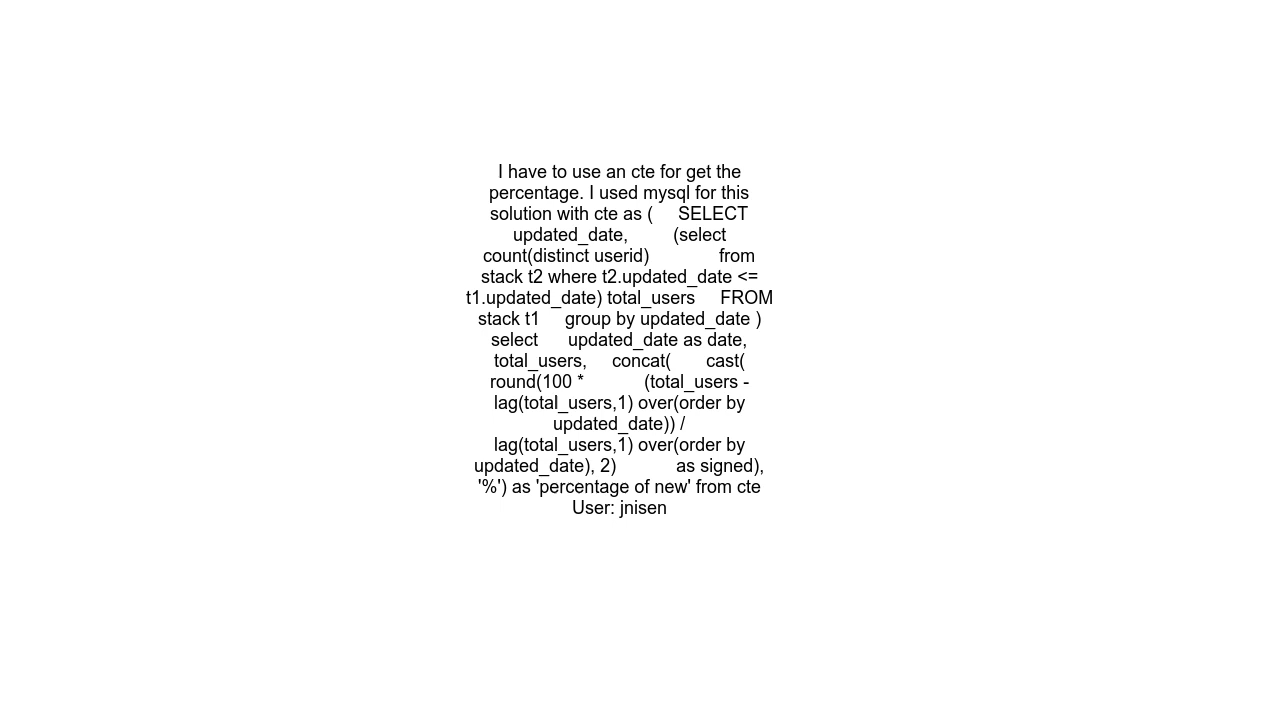 I have to use an cte for get the
percentage. I used mysql for this
solution with cte as (     SELECT
updated_date,         (select
count(distinct userid)              from
stack t2 where t2.updated_date <=
t1.updated_date) total_users     FROM
stack t1     group by updated_date )
select      updated_date as date,
total_users,     concat(       cast(
round(100 *            (total_users -
lag(total_users,1) over(order by
updated_date)) /
lag(total_users,1) over(order by
updated_date), 2)            as signed),
'%') as 'percentage of new' from cte
User: jnisen